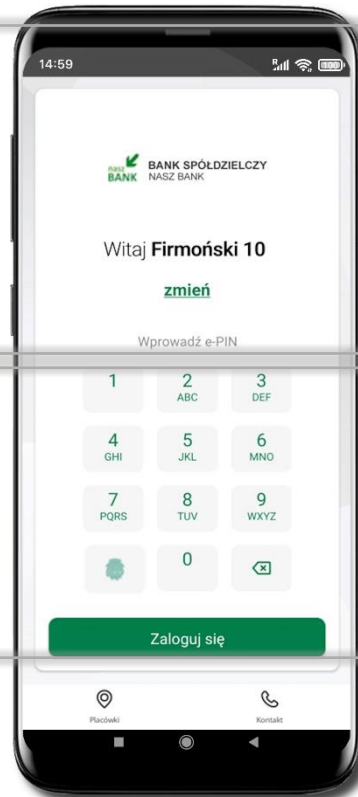 14:59
R
100
nasz BANK
BANK SPÓŁDZIELCZY
NASZ BANK
Witaj Firmoński 10
zmień
Wprowadź e-PIN
1 2 3
ABC DEF
4 5 6
GHI JKL MNO
7 8 9
PQRS TUV WXYZ
0
Zaloguj się
Placówki Kontakt